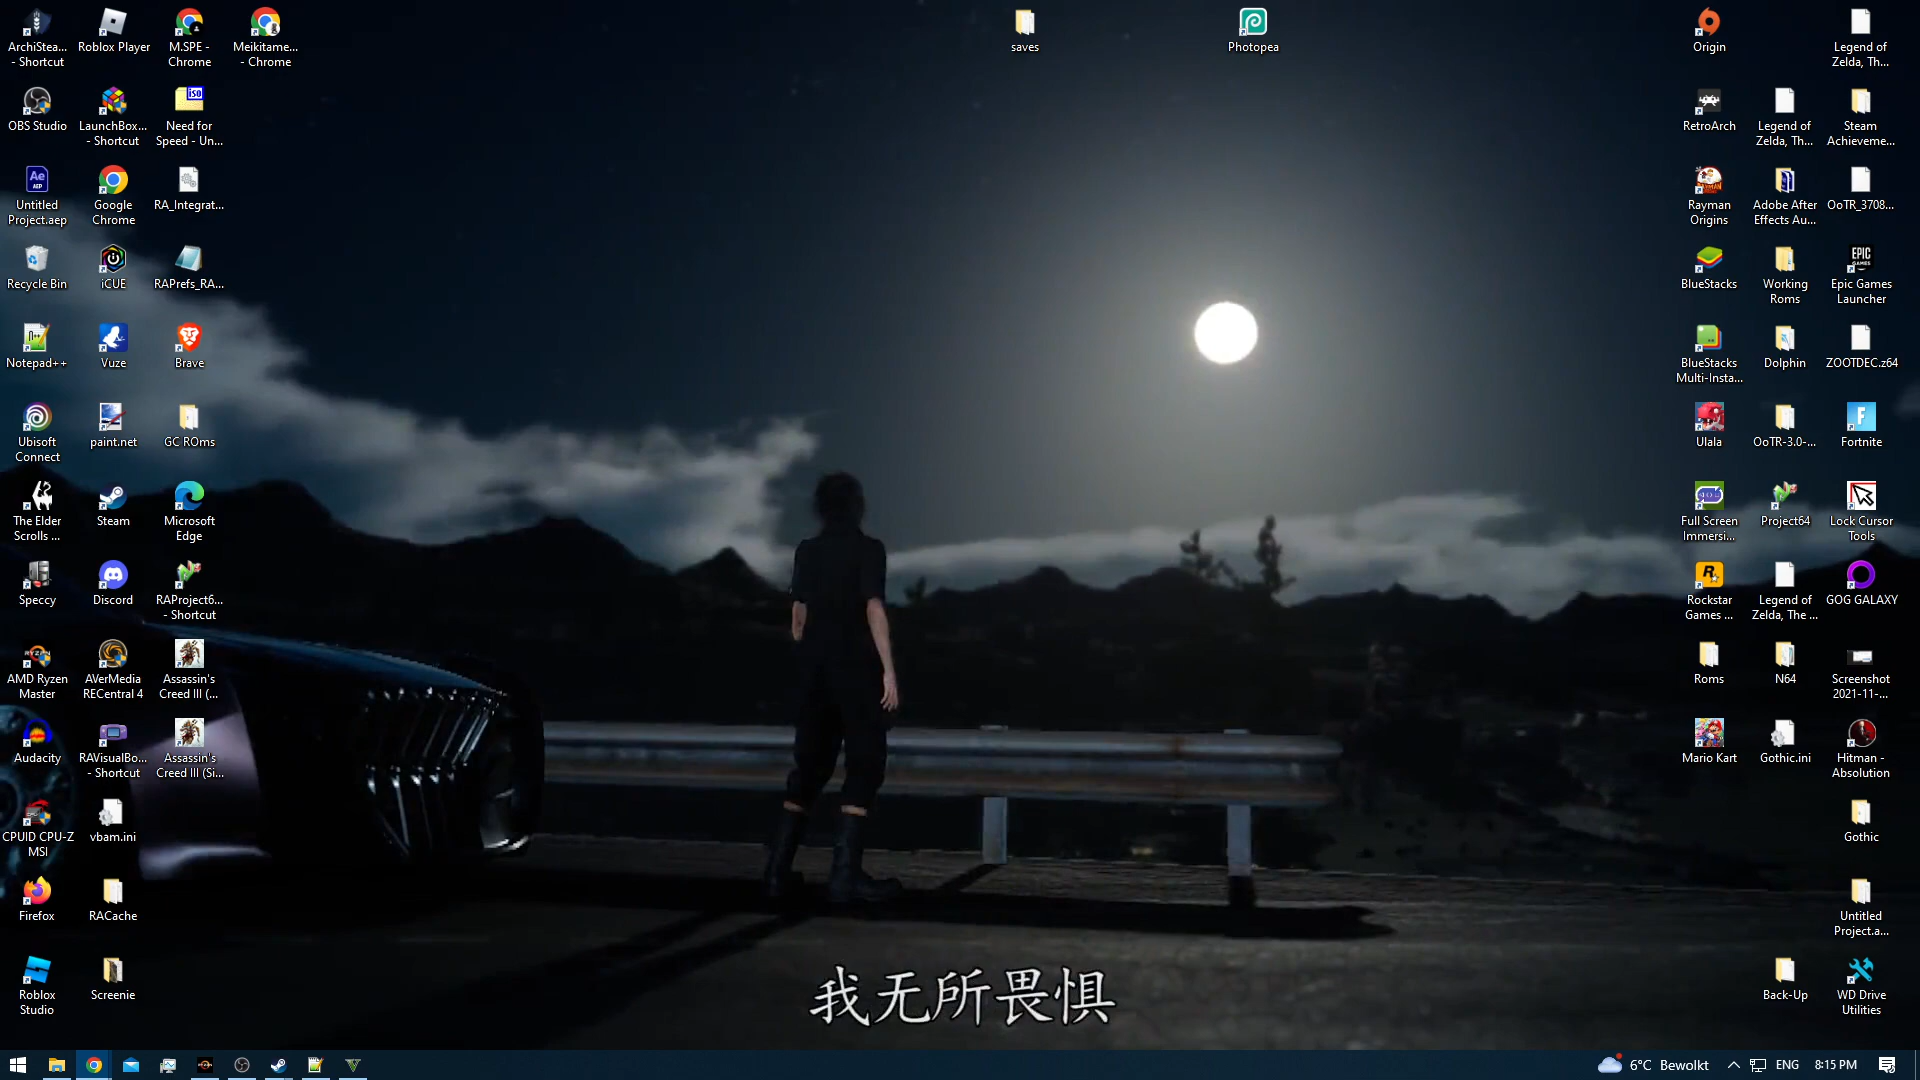 ArchiStea...
- Shortcut
Roblox Player
M.SPE -
Chrome
Meikitame...
- Chrome
saves
Photopea
Origin
Legend of
Zelda, Th...
OBS Studio
LaunchBox...
- Shortcut
Need for
Speed - Un...
RetroArch
Legend of
Zelda, Th...
Steam
Achieveme...
Untitled
Project.aep
Google
Chrome
RA_Integrat...
Rayman
Origins
Adobe After
Effects Au...
OoTR_3708...
Recycle Bin
iCUE
RAPrefs_RA...
BlueStacks
Working
Roms
Epic Games
Launcher
Notepad++
Vuze
Brave
BlueStacks
Multi-Insta...
Dolphin
ZOOTDEC.z64
Ubisoft
Connect
paint.net
GC ROms
Ulala
OoTR-3.0-...
Fortnite
The Elder
Scrolls ...
Steam
Microsoft
Edge
Full Screen
Immersi...
Project64
Lock Cursor
Tools
Speccy
Discord
RAProject6...
- Shortcut
Rockstar
Games ...
Legend of
Zelda, The ...
GOG GALAXY
AMD Ryzen
Master
AVerMedia
RECentral 4
Assassin's
Creed III (...
Roms
N64
Screenshot
2021-11-...
Audacity
RAVisualBo...
- Shortcut
Assassin's
Creed III (Si...
Mario Kart
Gothic.ini
Hitman -
Absolution
CPUID CPU-Z
MSI
vbam.ini
Gothic
Firefox
RACache
Untitled
Project.a...
Roblox
Studio
Screenie
Back-Up
WD Drive
Utilities
我无所畏惧
6°C Bewolkt
ENG
8:15 PM